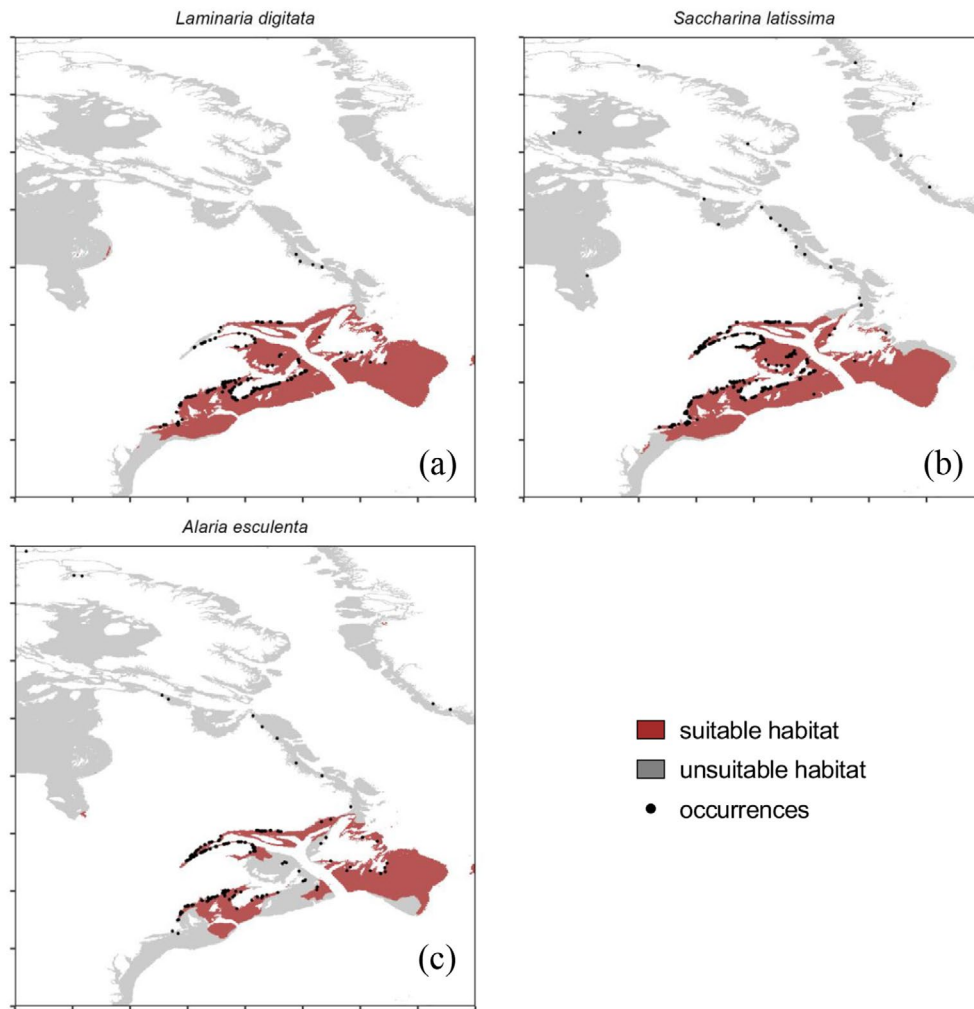 Laminaria digitata
Saccharina latissima
(a)
(b)
Alaria esculenta
(c)
suitable habitat
unsuitable habitat
occurrences